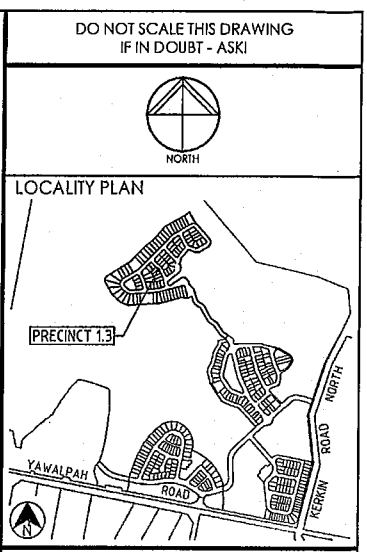 DO NOT SCALE THIS DRAWING
IF IN DOUBT - ASK!
NORTH
LOCALITY PLAN
PRECINCT 1.3
YAWALPAH
ROAD
KERKIN
ROAD
NORTH
N